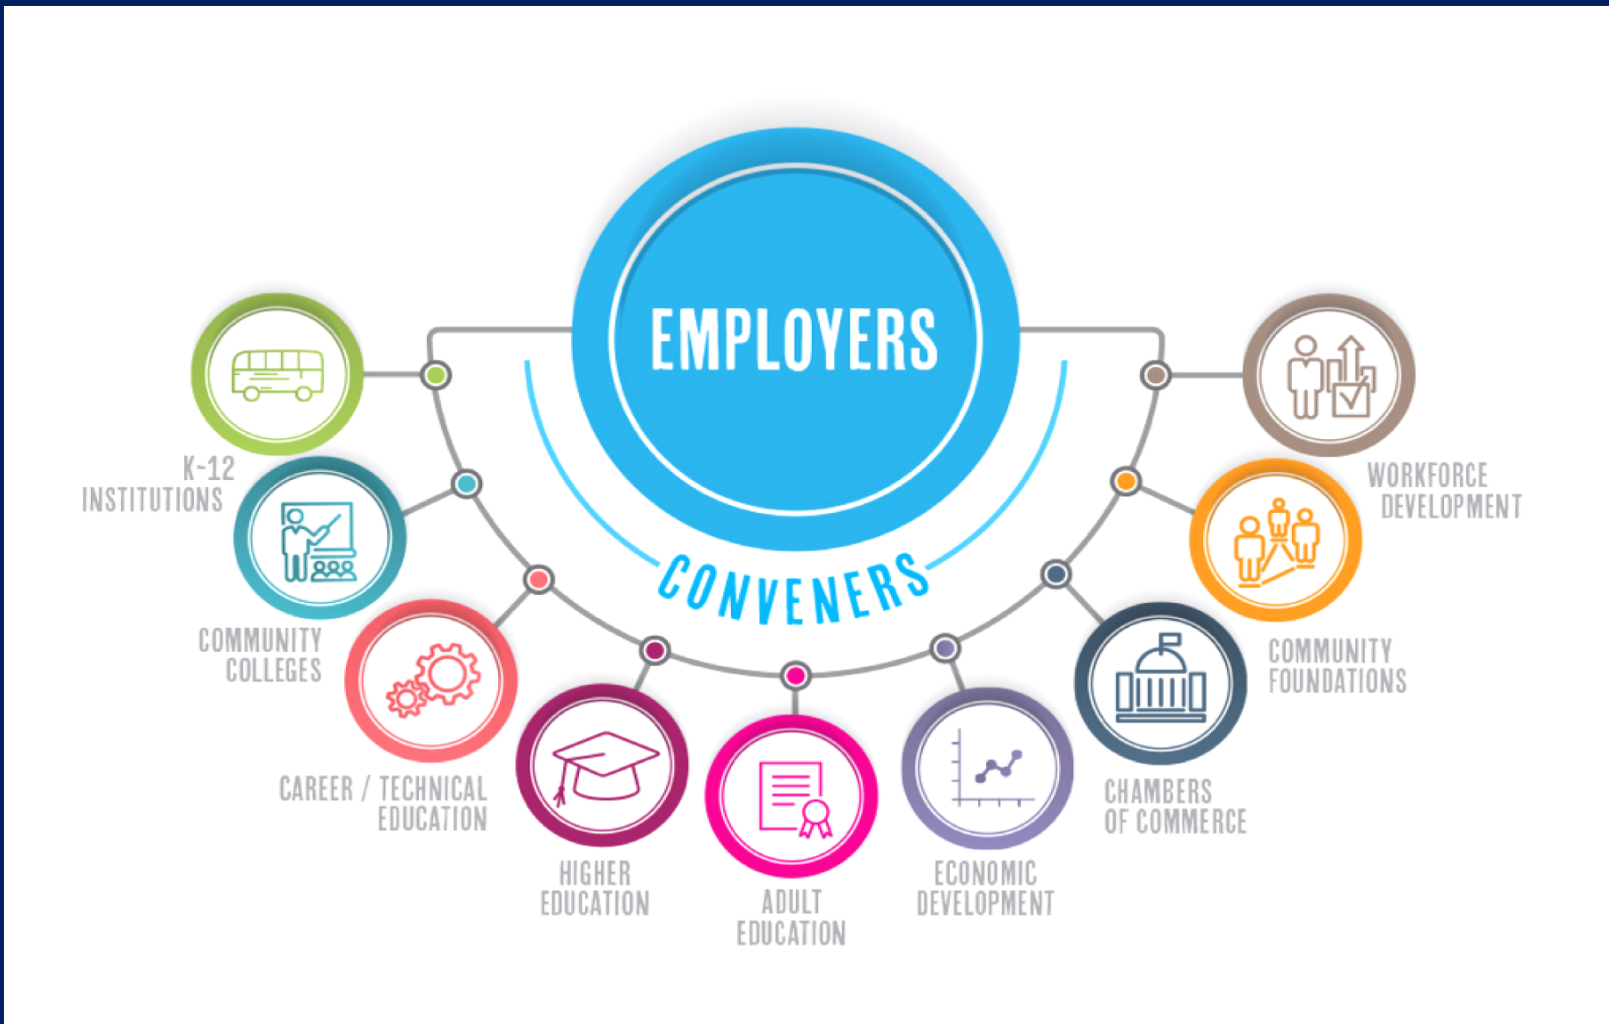 EMPLOYERS
CONVENERS
K-12
INSTITUTIONS
COMMUNITY
COLLEGES
CAREER / TECHNICAL
EDUCATION
HIGHER
EDUCATION
ADULT
EDUCATION
ECONOMIC
DEVELOPMENT
CHAMBERS
OF COMMERCE
COMMUNITY
FOUNDATIONS
WORKFORCE
DEVELOPMENT